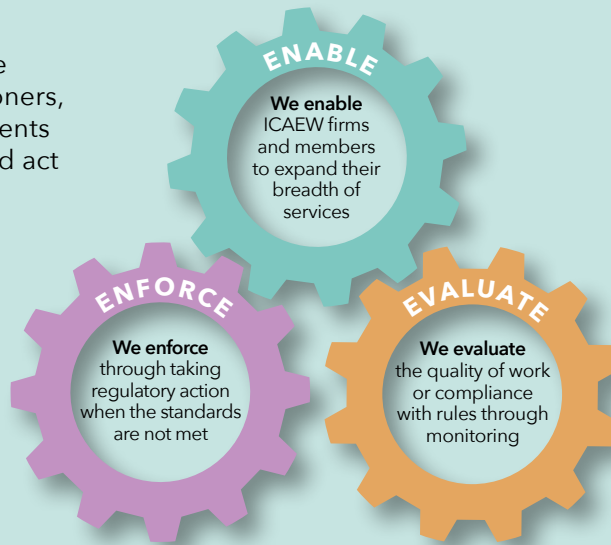 e
oners,
ents
d act
ENABLE
We enable
ICAEW firms
and members
to expand their
breadth of
services
ENFORCE
We enforce
through taking
regulatory action
when the standards
are not met
EVALUATE
We evaluate
the quality of work
or compliance
with rules through
monitoring